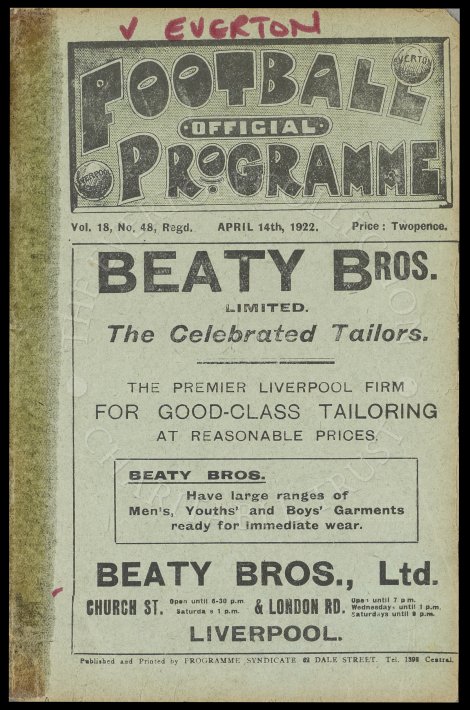 V EVERTON
FOOTBALL
EVERTON
OFFICIAL
PROGRAMME
Vol. 18, No. 48, Regd. APRIL 14th, 1922. Price: Twopence.
BEATY BROS.
LIMITED.
The Celebrated Tailors.
THE PREMIER LIVERPOOL FIRM
FOR GOOD-CLASS TAILORING
AT REASONABLE PRICES.
BEATY BROS.
Have large ranges of
Men's, Youths' and Boys' Garments
ready for immediate wear.
BEATY BROS., Ltd.
CHURCH ST. Open until 6-30 p.m. Saturdays 1 p.m. & LONDON RD. Open until 7 p.m. Wednesdays until 1 p.m. Saturdays until 9 p.m.
LIVERPOOL.
Published and Printed by PROGRAMME SYNDICATE 62 DALE STREET. Tel. 1396 Central.